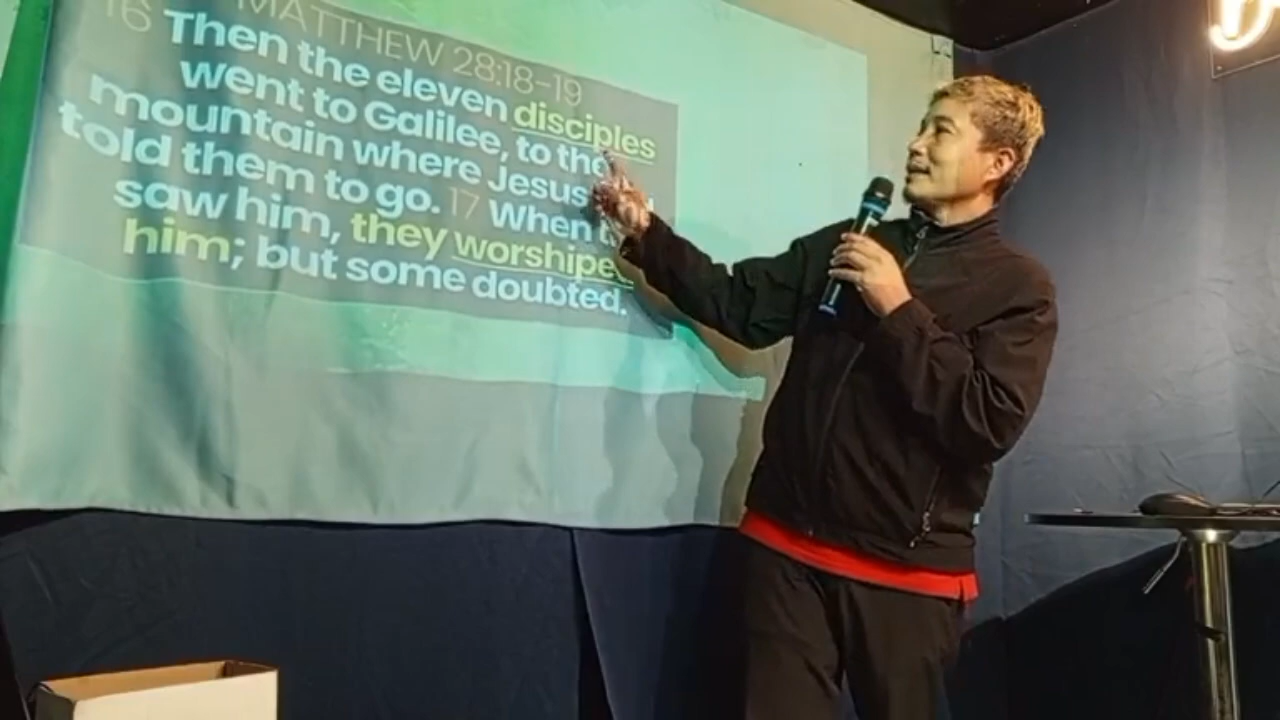 MATTHEW 28:18-19
16 Then the eleven disciples
went to Galilee, to the
mountain where Jesus
told them to go. 17 When
saw him, they worshipe
him; but some doubted.